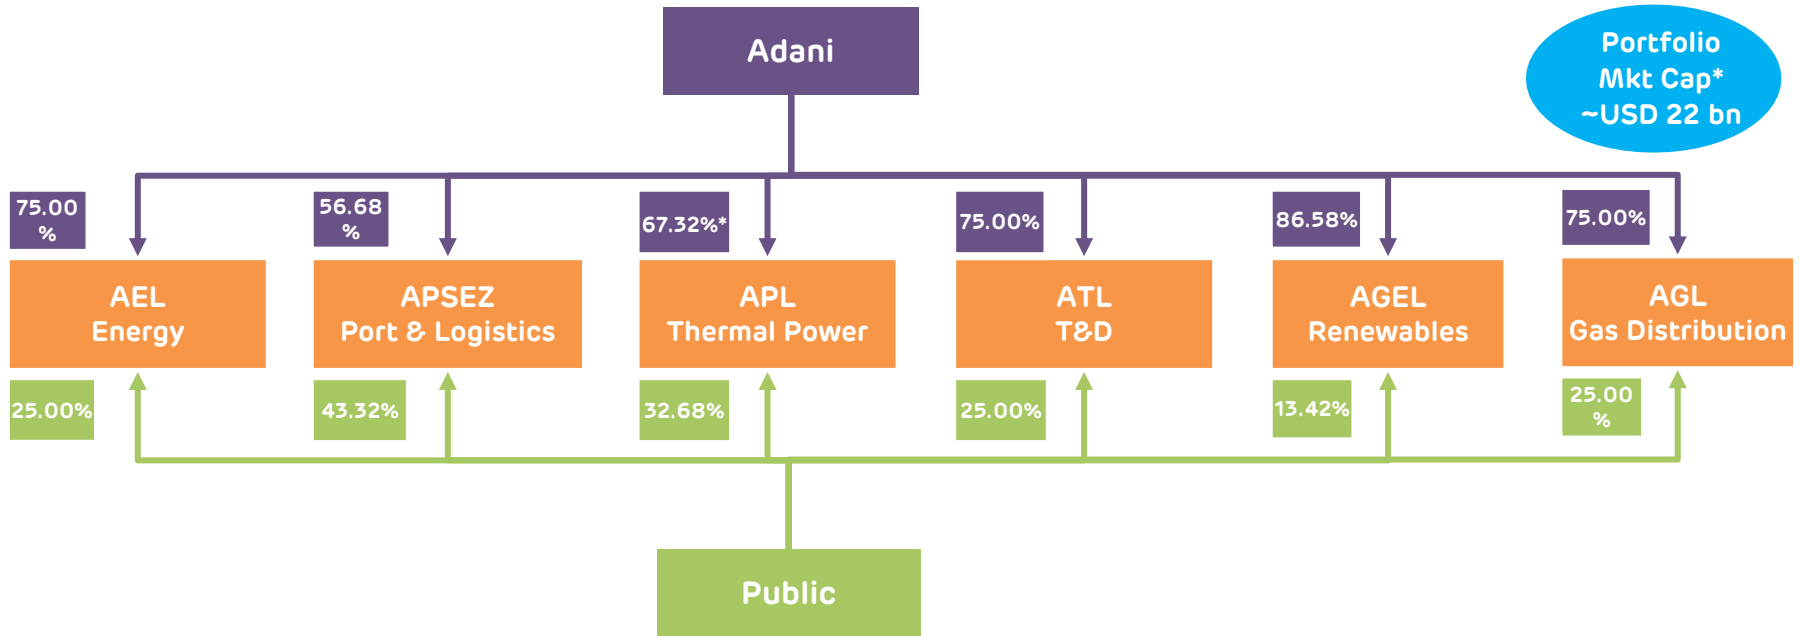 Adani
Portfolio
Mkt Cap*
~USD 22 bn
75.00
%
56.68
%
67.32%*
75.00%
86.58%
75.00%
AEL
Energy
APSEZ
Port & Logistics
APL
Thermal Power
ATL
T&D
AGEL
Renewables
AGL
Gas Distribution
25.00%
43.32%
32.68%
25.00%
13.42%
25.00
%
Public